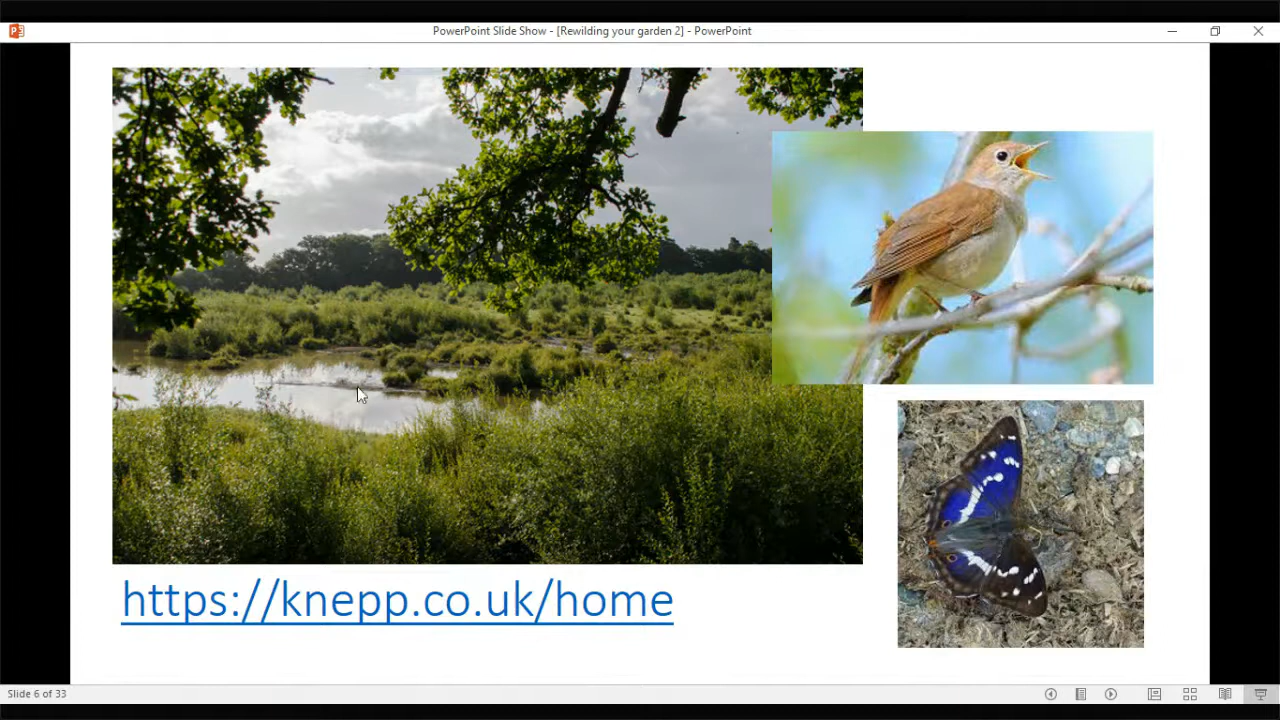 PowerPoint Slide Show - [Rewilding your garden 2] - PowerPoint
https://knepp.co.uk/home
Slide 6 of 33